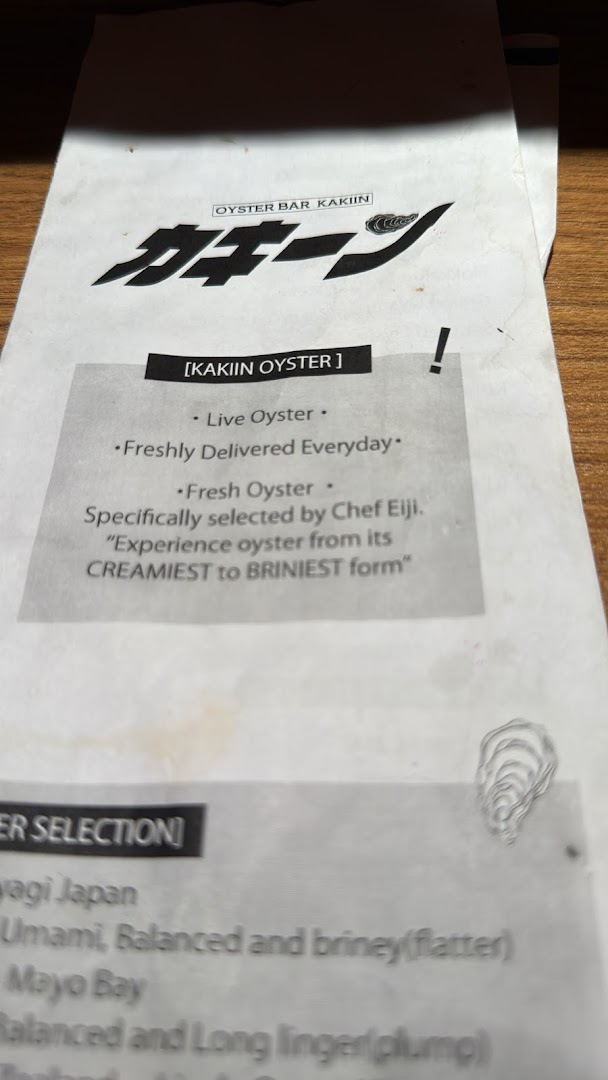 OYSTER BAR KAKIIN
カキーン
[KAKIIN OYSTER ]
!
• Live Oyster •
•Freshly Delivered Everyday•
•Fresh Oyster •
Specifically selected by Chef Eiji.
"Experience oyster from its
CREAMIEST to BRINIEST form"
ER SELECTION]
yagi Japan
Umami, Balanced and briney(flatter)
Mayo Bay
Balanced and Long linger(plump)